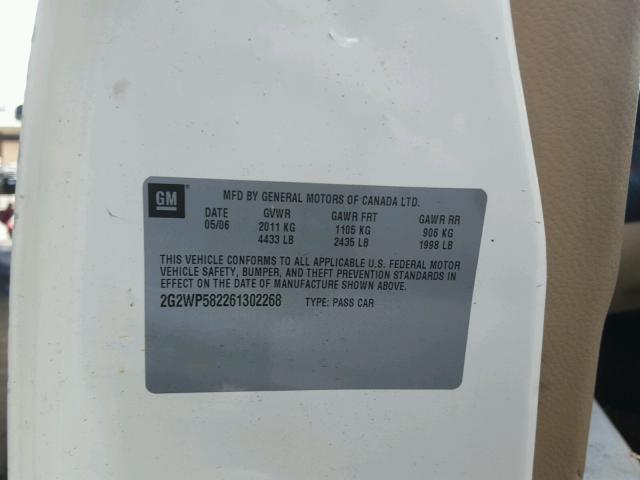 GM
MFD BY GENERAL MOTORS OF CANADA LTD.
DATE GVWR GAWR FRT GAWR RR
05/06 2011 KG 1105 KG 906 KG
4433 LB 2435 LB 1998 LB
THIS VEHICLE CONFORMS TO ALL APPLICABLE U.S. FEDERAL MOTOR
VEHICLE SAFETY, BUMPER, AND THEFT PREVENTION STANDARDS IN
EFFECT ON THE DATE OF MANUFACTURE SHOWN ABOVE.
2G2WP582261302268 TYPE: PASS CAR